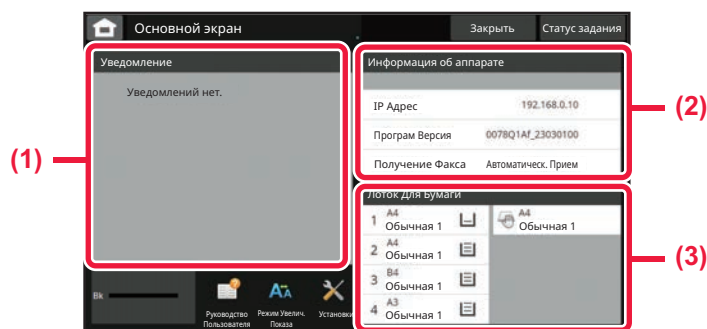 Основной экран
Закрыть
Статус задания
Уведомление
Уведомлений нет.
(1)
Информация об аппарате
IP Адрес 192.168.0.10
Програм Версия 0078Q1Af_23030100
Получение Факса Автоматическ. Прием
(2)
Лоток Для Бумаги
1 A4
Обычная 1
2 A4
Обычная 1
3 B4
Обычная 1
4 A3
Обычная 1
A4
Обычная 1
(3)
Bk
Руководство
Пользователя
Режим Увелич.
Показа
Установки